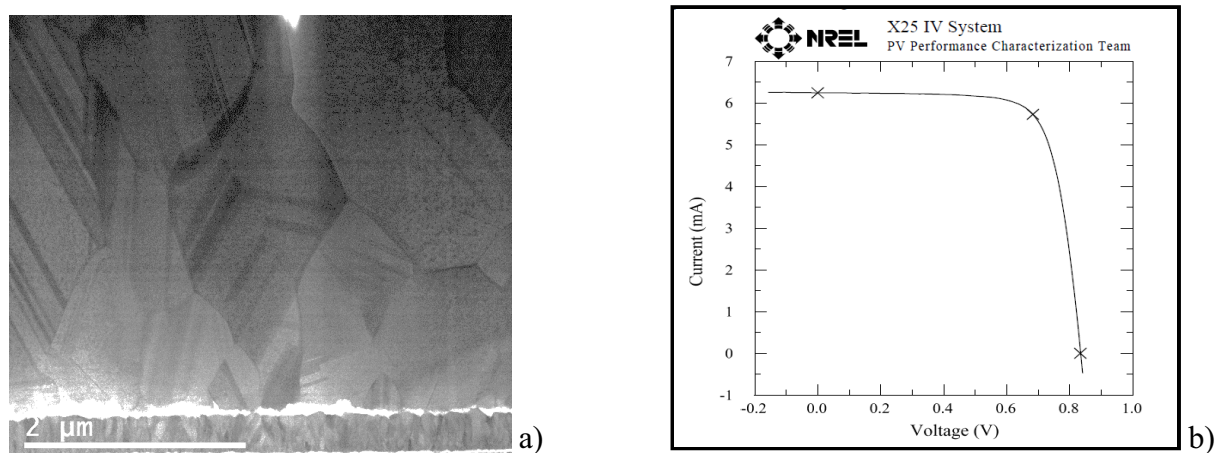 2 μm
a)
NREL
X25 IV System
PV Performance Characterization Team
7
6
5
4
3
2
1
0
-1
Current (mA)
-0.2 0.0 0.2 0.4 0.6 0.8 1.0
Voltage (V)
b)